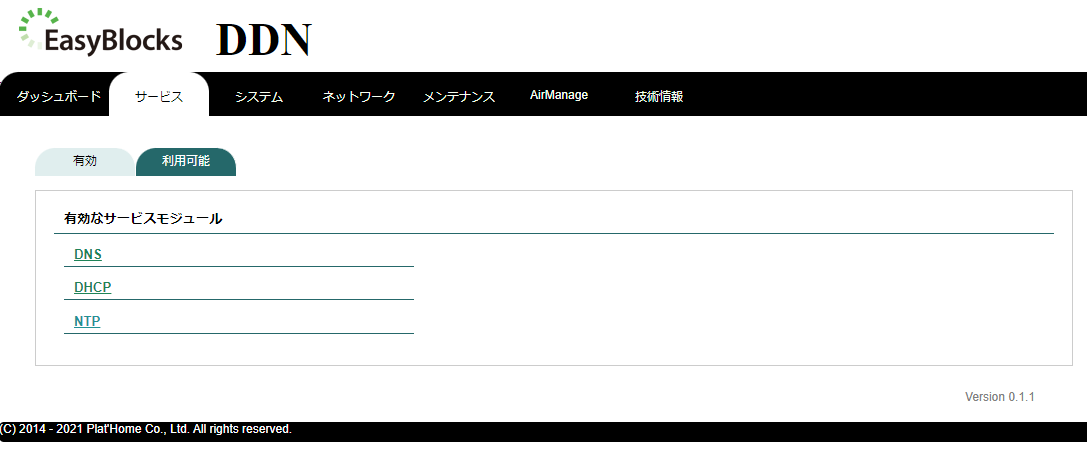 EasyBlocks DDN
ダッシュボード サービス システム ネットワーク メンテナンス AirManage 技術情報
有効 利用可能
有効なサービスモジュール
DNS
DHCP
NTP
Version 0.1.1
(C) 2014 - 2021 Plat'Home Co., Ltd. All rights reserved.